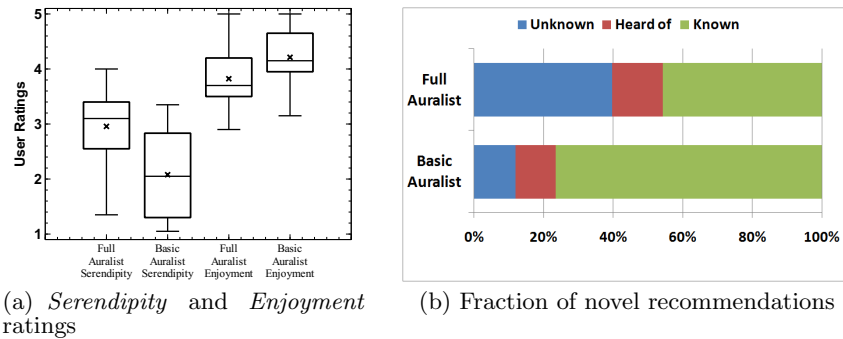 5
4
3
2
1
User Ratings
Full Auralist Serendipity
Basic Auralist Serendipity
Full Auralist Enjoyment
Basic Auralist Enjoyment
(a) Serendipity and Enjoyment
ratings
Unknown Heard of Known
Full
Auralist
Basic
Auralist
0% 20% 40% 60% 80% 100%
(b) Fraction of novel recommendations